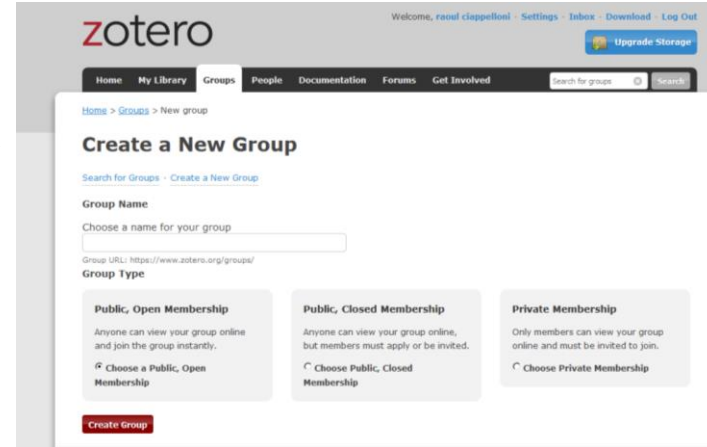 zotero
Welcome, raoul ciappelloni - Settings - Inbox - Download - Log Out
Upgrade Storage
Home My Library Groups People Documentation Forums Get Involved Search for groups Search
Home > Groups > New group
Create a New Group
Search for Groups - Create a New Group
Group Name
Choose a name for your group
Group URL: https://www.zotero.org/groups/
Group Type
Public, Open Membership
Anyone can view your group online
and join the group instantly.
Choose a Public, Open
Membership
Public, Closed Membership
Anyone can view your group online,
but members must apply or be invited.
Choose Public, Closed
Membership
Private Membership
Only members can view your group
online and must be invited to join.
Choose Private Membership
Create Group